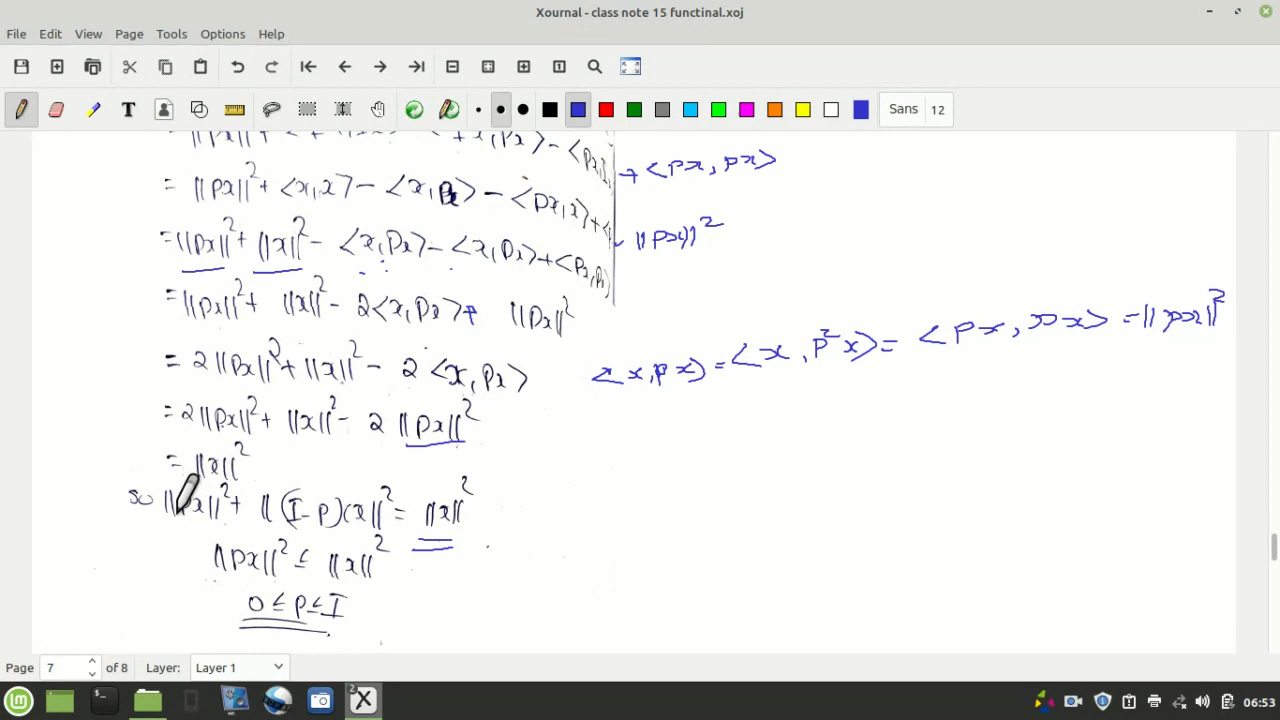 Xournal - class note 15 functinal.xoj
File Edit View Page Tools Options Help
Sans 12
+ <Px, Px>
= ||Px||² + <x,x> - <x,Px> - <Px,x> + <
= ||Px||² + ||x||² - <x,Px> - <x,Px> + <Px,Px>
||Px||²
= ||Px||² + ||x||² - 2<x,Px> + ||Px||²
= 2||Px||² + ||x||² - 2<x,Px>
<x,Px> = <x,P²x> = <Px,Px> = ||Px||²
= 2||Px||² + ||x||² - 2||Px||²
= ||x||²
so ||Px||² + ||(I-P)(x||² = ||x||²
||Px||² ≤ ||x||²
0 ≤ P ≤ I
Page 7 of 8 Layer: Layer 1
2
06:53